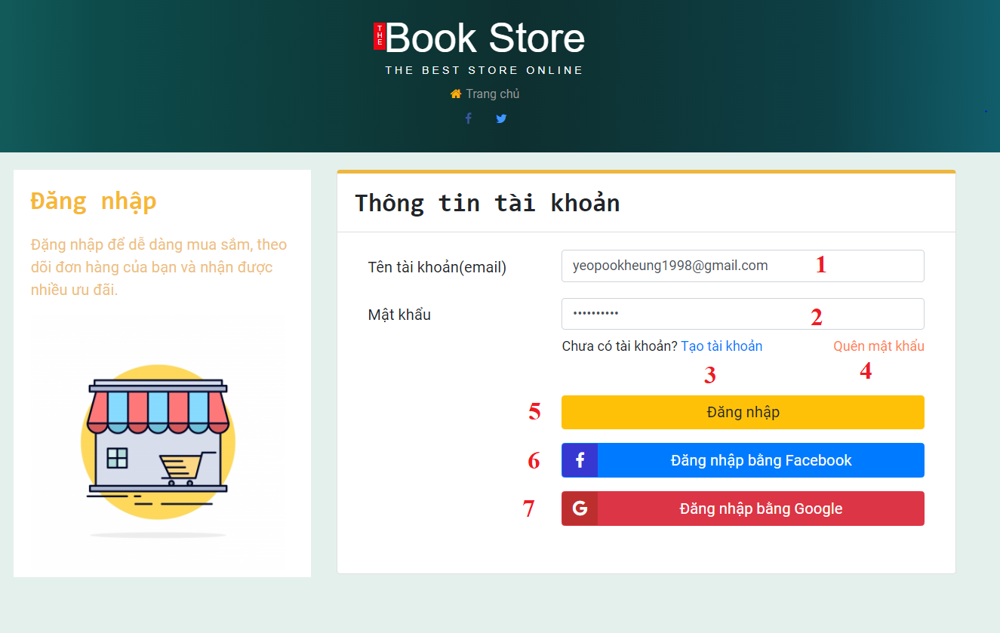 THE
Book Store
THE BEST STORE ONLINE
Trang chủ
Đăng nhập
Đặng nhập để dễ dàng mua sắm, theo
dõi đơn hàng của bạn và nhận được
nhiều ưu đãi.
Thông tin tài khoản
Tên tài khoản(email) yeopookheung1998@gmail.com 1
Mật khẩu •••••••••• 2
Chưa có tài khoản? Tạo tài khoản Quên mật khẩu
3 4
5 Đăng nhập
6 Đăng nhập bằng Facebook
7 G Đăng nhập bằng Google